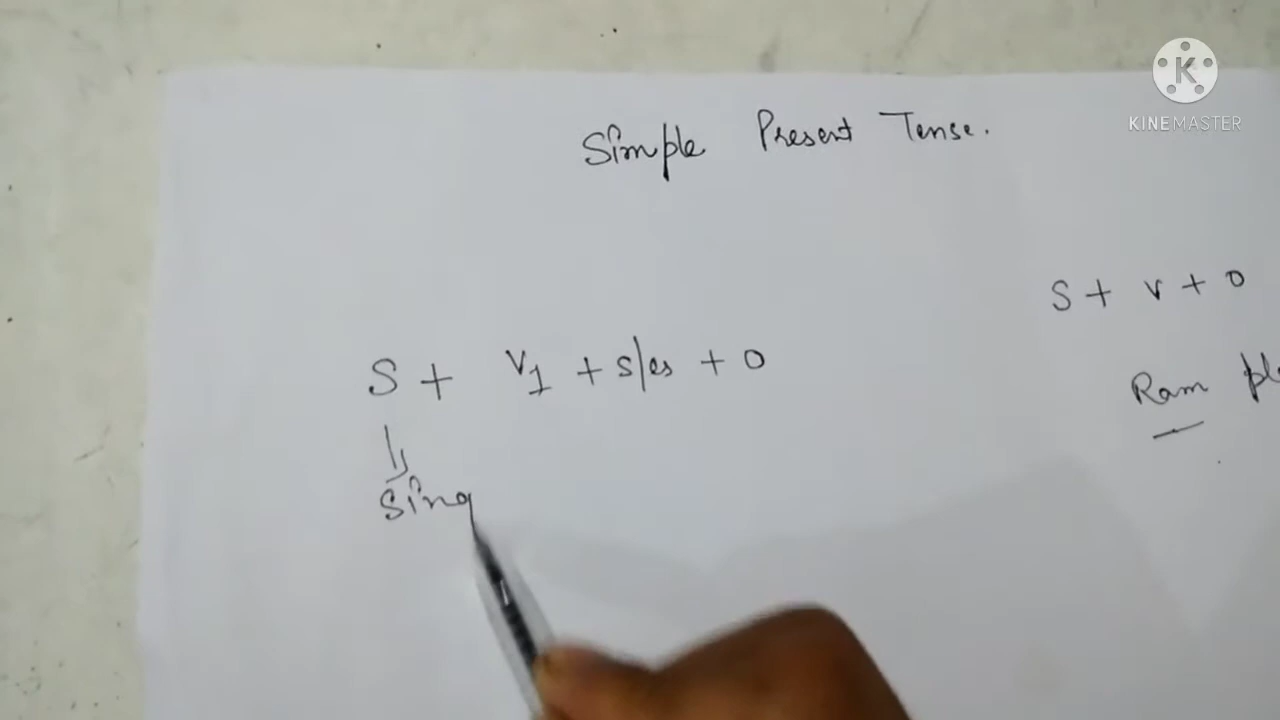 KINEMASTER
Simple Present Tense.
S + V + O
S + V1 + s/es + O
Ram
Sing